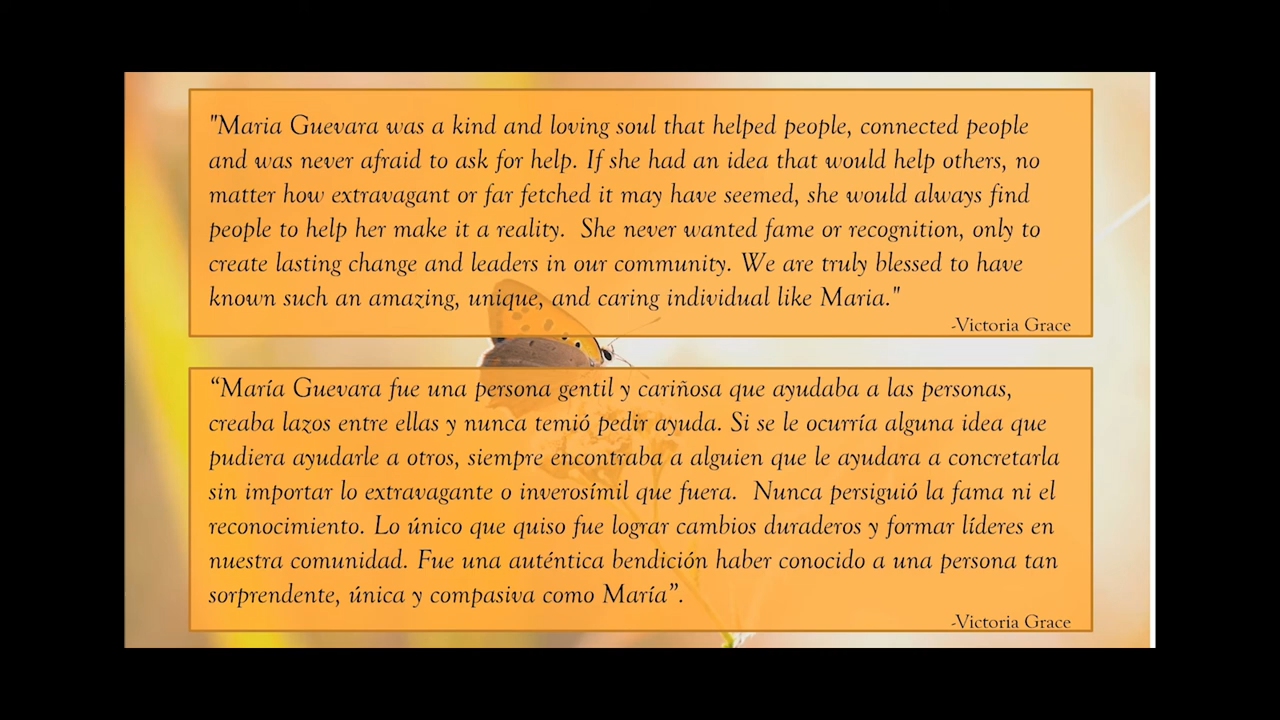 "Maria Guevara was a kind and loving soul that helped people, connected people
and was never afraid to ask for help. If she had an idea that would help others, no
matter how extravagant or far fetched it may have seemed, she would always find
people to help her make it a reality.  She never wanted fame or recognition, only to
create lasting change and leaders in our community. We are truly blessed to have
known such an amazing, unique, and caring individual like Maria."
-Victoria Grace
“María Guevara fue una persona gentil y cariñosa que ayudaba a las personas,
creaba lazos entre ellas y nunca temió pedir ayuda. Si se le ocurría alguna idea que
pudiera ayudarle a otros, siempre encontraba a alguien que le ayudara a concretarla
sin importar lo extravagante o inverosímil que fuera.  Nunca persiguió la fama ni el
reconocimiento. Lo único que quiso fue lograr cambios duraderos y formar líderes en
nuestra comunidad. Fue una auténtica bendición haber conocido a una persona tan
sorprendente, única y compasiva como María”.
-Victoria Grace